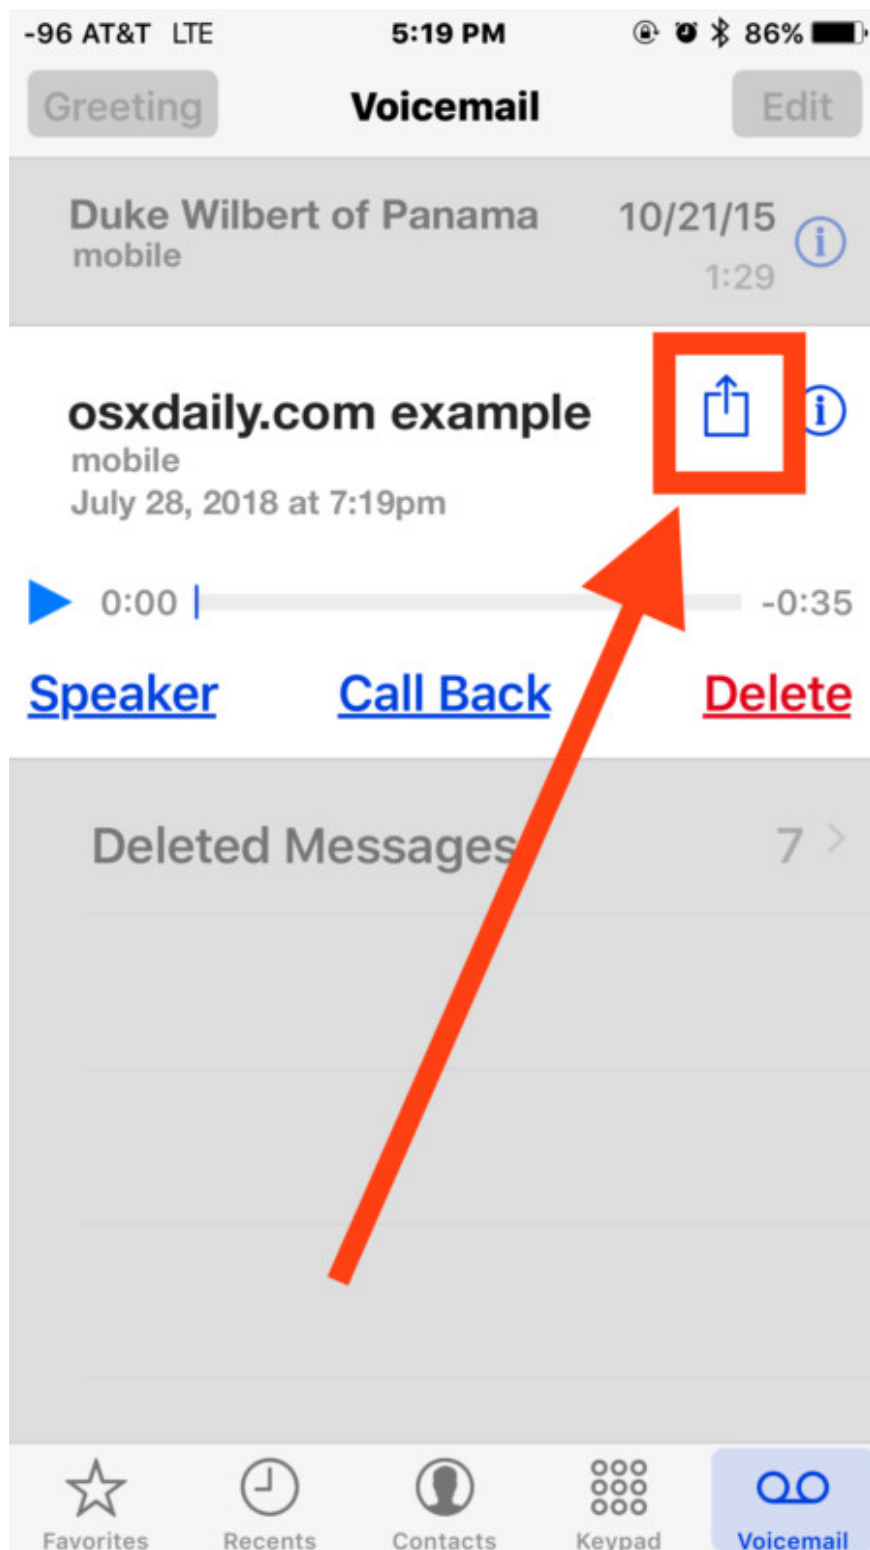 -96 AT&T LTE 5:19 PM 86%
Greeting Voicemail Edit
Duke Wilbert of Panama 10/21/15
mobile
1:29
osxdaily.com example
mobile
July 28, 2018 at 7:19pm
0:00 -0:35
Speaker Call Back Delete
Deleted Messages 7
Favorites Recents Contacts Keypad Voicemail